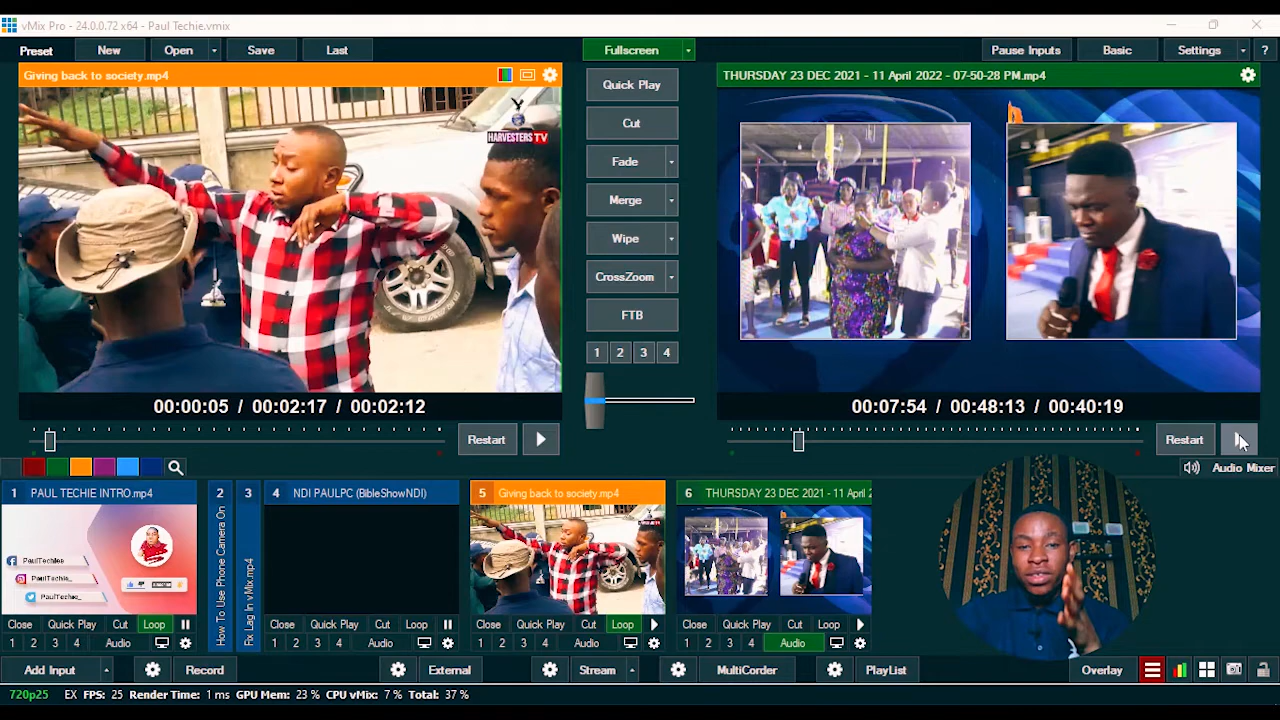 vMix Pro - 24.0.0.72 x64 - Paul Techie.vmix
Preset New Open Save Last Fullscreen Pause Inputs Basic Settings ?
Giving back to society.mp4
THURSDAY 23 DEC 2021 - 11 April 2022 - 07-50-28 PM.mp4
HARVESTERS TV
Quick Play
Cut
Fade
Merge
Wipe
CrossZoom
FTB
1 2 3 4
00:00:05 / 00:02:17 / 00:02:12
00:07:54 / 00:48:13 / 00:40:19
Restart
Restart
Audio Mixer
1 PAUL TECHIE INTRO.mp4
2 How To Use Phone Camera On
3 Fix Lag In vMix.mp4
4 NDI PAULPC (BibleShowNDI)
5 Giving back to society.mp4
6 THURSDAY 23 DEC 2021 - 11 April 2
PaulTechiee
PaulTechie_
PaulTechie_
Close Quick Play Cut Loop
1 2 3 4 Audio
Close Quick Play Cut Loop
1 2 3 4 Audio
Close Quick Play Cut Loop
1 2 3 4 Audio
Close Quick Play Cut Loop
1 2 3 4 Audio
Add Input Record External Stream MultiCorder PlayList Overlay
720p25 EX FPS: 25 Render Time: 1 ms GPU Mem: 23 % CPU vMix: 7 % Total: 37 %